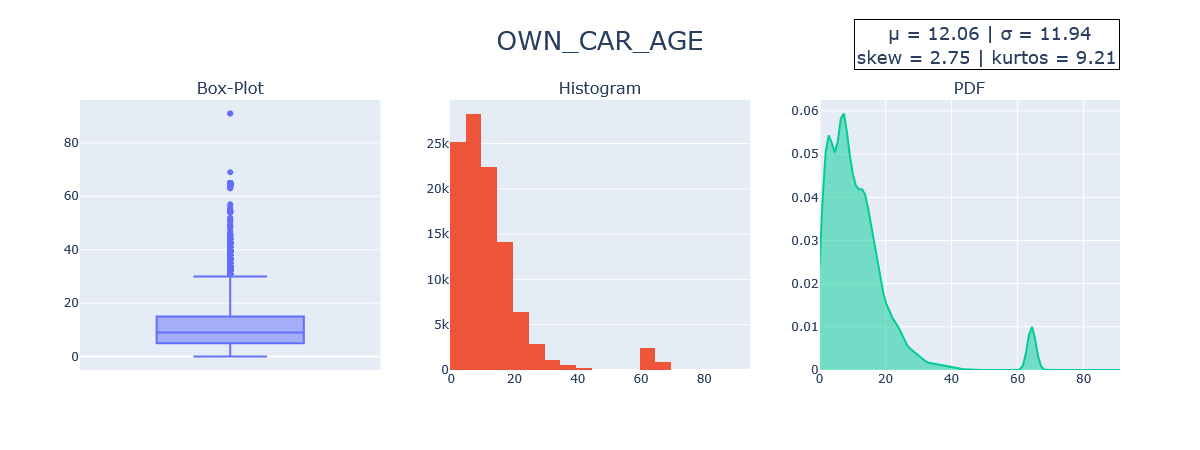 OWN_CAR_AGE
μ = 12.06 | σ = 11.94
skew = 2.75 | kurtos = 9.21
Box-Plot
80
60
40
20
0
Histogram
25k
20k
15k
10k
5k
0
0 20 40 60 80
PDF
0.06
0.05
0.04
0.03
0.02
0.01
0
0 20 40 60 80